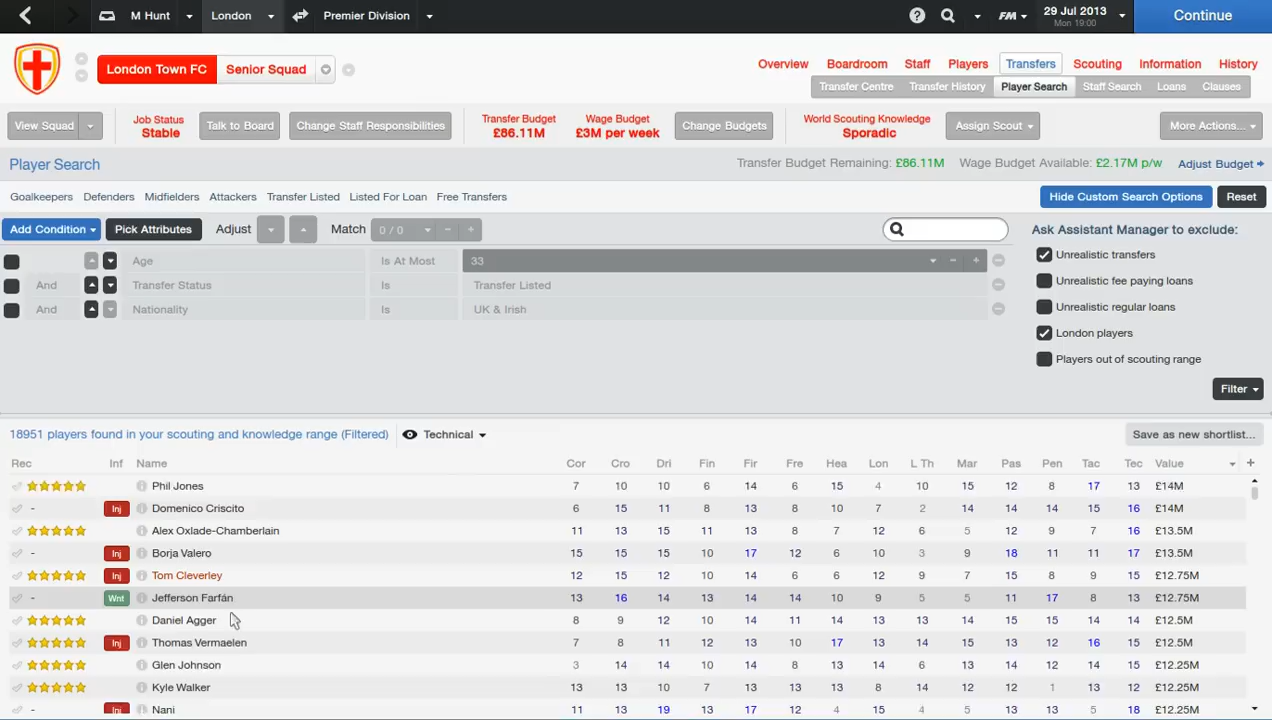 M Hunt London Premier Division ? FM 29 Jul 2013 Continue
Mon 19:00
London Town FC Senior Squad Overview Boardroom Staff Players Transfers Scouting Information History
Transfer Centre Transfer History Player Search Staff Search Loans Clauses
View Squad Job Status Talk to Board Change Staff Responsibilities Transfer Budget Wage Budget Change Budgets World Scouting Knowledge Assign Scout More Actions...
Stable £86.11M £3M per week Sporadic
Player Search Transfer Budget Remaining: £86.11M Wage Budget Available: £2.17M p/w Adjust Budget
Goalkeepers Defenders Midfielders Attackers Transfer Listed Listed For Loan Free Transfers Hide Custom Search Options Reset
Add Condition Pick Attributes Adjust Match 0 / 0 Ask Assistant Manager to exclude:
Age Is At Most 33 Unrealistic transfers
And Transfer Status Is Transfer Listed Unrealistic fee paying loans
And Nationality Is UK & Irish Unrealistic regular loans
London players
Players out of scouting range
Filter
18951 players found in your scouting and knowledge range (Filtered) Technical Save as new shortlist...
Rec Inf Name Cor Cro Dri Fin Fir Fre Hea Lon L Th Mar Pas Pen Tac Tec Value +
Phil Jones 7 10 10 6 14 6 15 4 10 15 12 8 17 13 £14M
- Inj Domenico Criscito 6 15 11 8 13 8 10 7 2 14 14 14 15 16 £14M
Alex Oxlade-Chamberlain 11 13 15 11 13 8 7 12 6 5 12 9 7 16 £13.5M
- Inj Borja Valero 15 15 15 10 17 12 6 10 3 9 18 11 11 17 £13.5M
Inj Tom Cleverley 12 15 12 10 14 6 6 12 9 7 15 8 9 15 £12.75M
- Wnt Jefferson Farfán 13 16 14 13 14 14 10 9 5 5 11 17 8 13 £12.75M
Daniel Agger 8 9 12 10 14 11 14 13 13 14 15 15 14 14 £12.5M
Inj Thomas Vermaelen 7 8 11 12 13 10 17 13 14 15 13 12 16 15 £12.5M
Glen Johnson 3 14 14 10 14 8 13 14 6 13 14 12 14 15 £12.25M
Kyle Walker 13 13 10 7 13 13 13 8 14 12 12 1 13 12 £12.25M
- Inj Nani 11 13 19 13 17 14 4 15 4 5 13 13 5 18 £12.25M